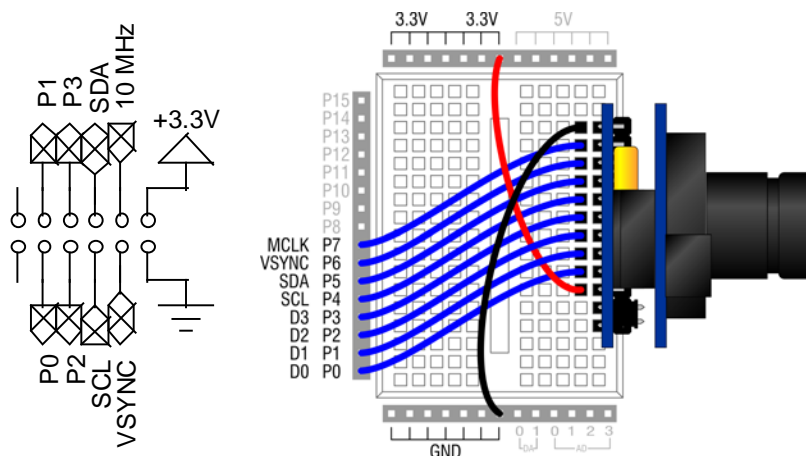 P1
P3
SDA
10 MHz
+3.3V
P0
P2
SCL
VSYNC
3.3V 3.3V 5V
P15
P14
P13
P12
P11
P10
P9
P8
MCLK P7
VSYNC P6
SDA P5
SCL P4
D3 P3
D2 P2
D1 P1
D0 P0
0 1 0 1 2 3
GND DA AD